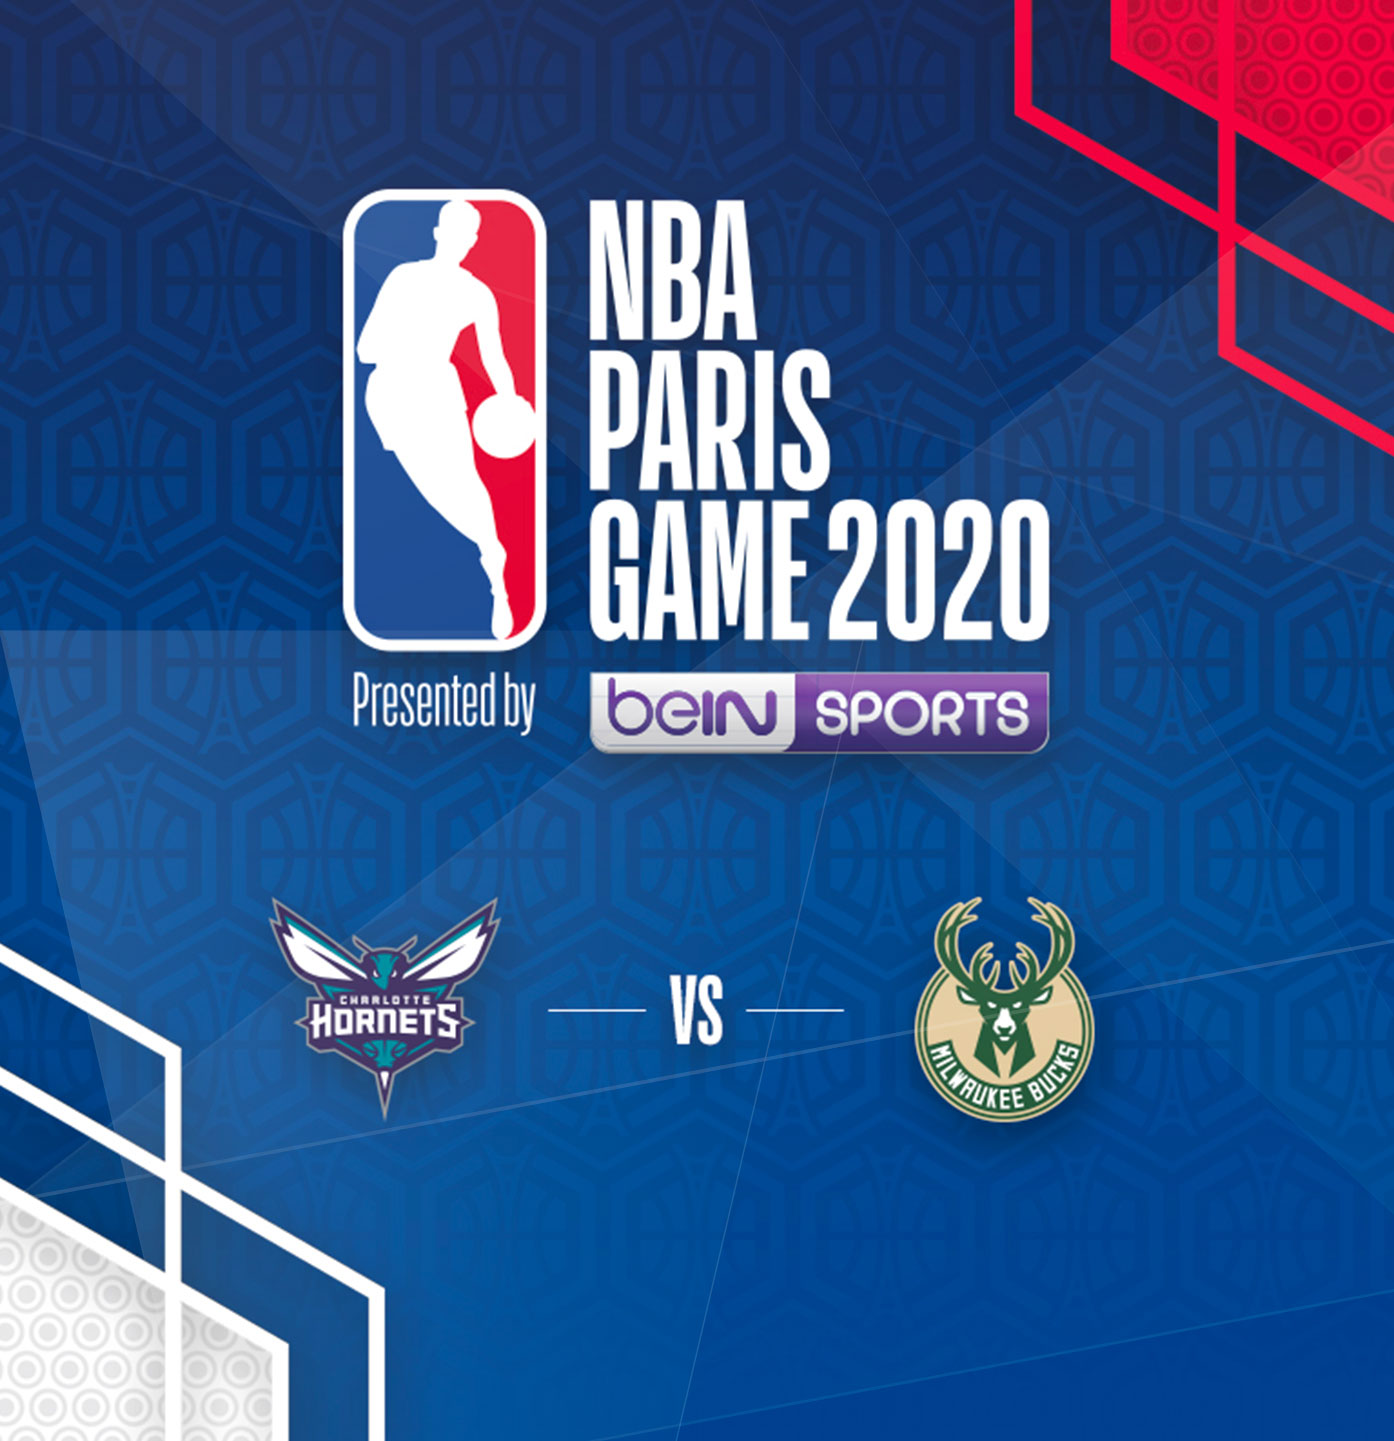 NBA
PARIS
GAME 2020
Presented by
beIN SPORTS
CHARLOTTE
HORNETS
VS
MILWAUKEE BUCKS